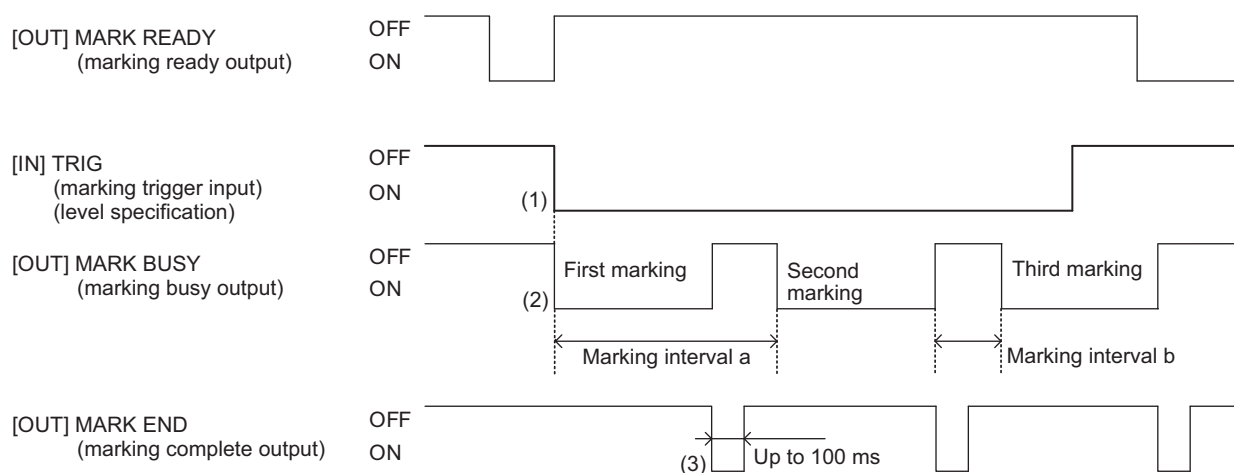 [OUT] MARK READY
(marking ready output)
OFF
ON
[IN] TRIG
(marking trigger input)
(level specification)
OFF
ON
(1)
[OUT] MARK BUSY
(marking busy output)
OFF
ON
(2)
First marking
Second
marking
Third marking
Marking interval a
Marking interval b
[OUT] MARK END
(marking complete output)
OFF
ON
(3)
Up to 100 ms